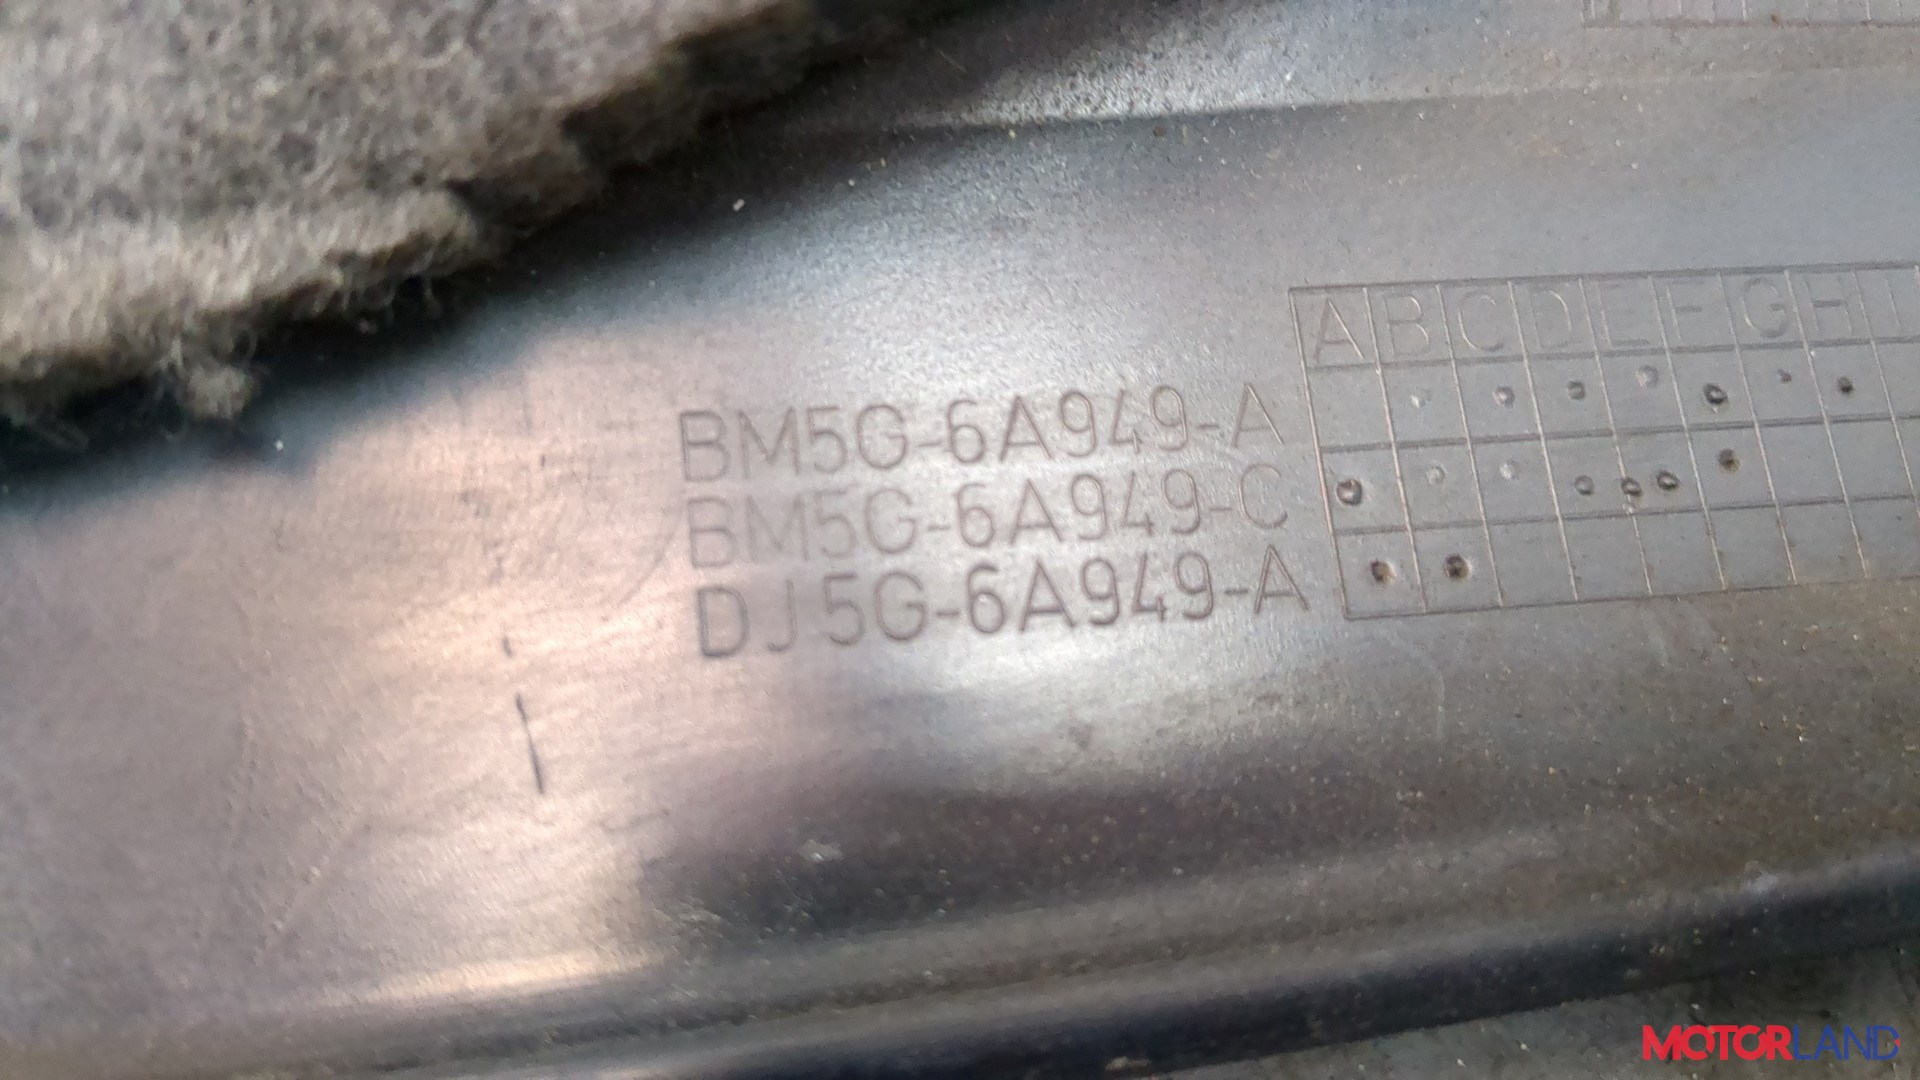 BM5G-6A949-A
BM5G-6A949-C
DJ5G-6A949-A
A B C D E F G H I
MOTORLAND